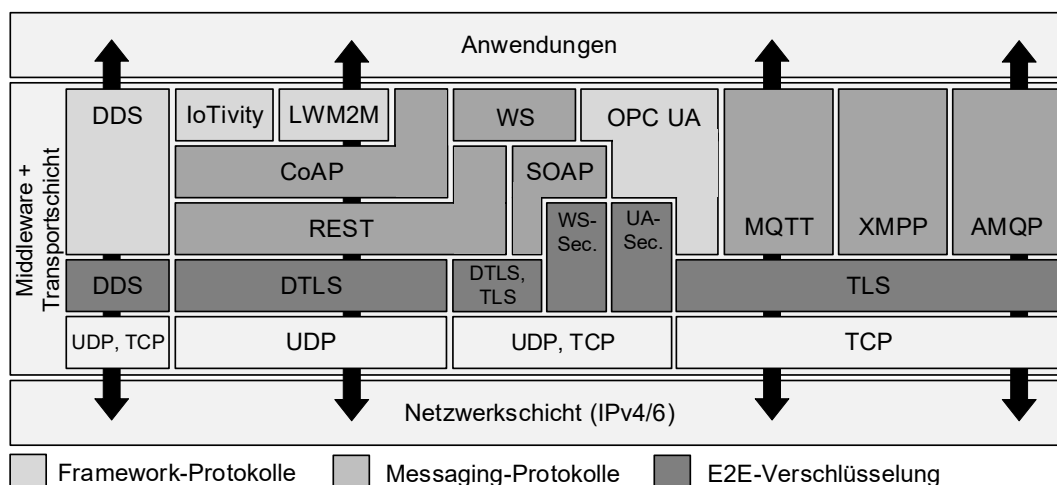 Anwendungen
Middleware +
Transportschicht
DDS
IoTivity
LWM2M
WS
OPC UA
CoAP
SOAP
REST
WS-
Sec.
UA-
Sec.
MQTT
XMPP
AMQP
DDS
DTLS
DTLS,
TLS
TLS
UDP, TCP
UDP
UDP, TCP
TCP
Netzwerkschicht (IPv4/6)
Framework-Protokolle
Messaging-Protokolle
E2E-Verschlüsselung